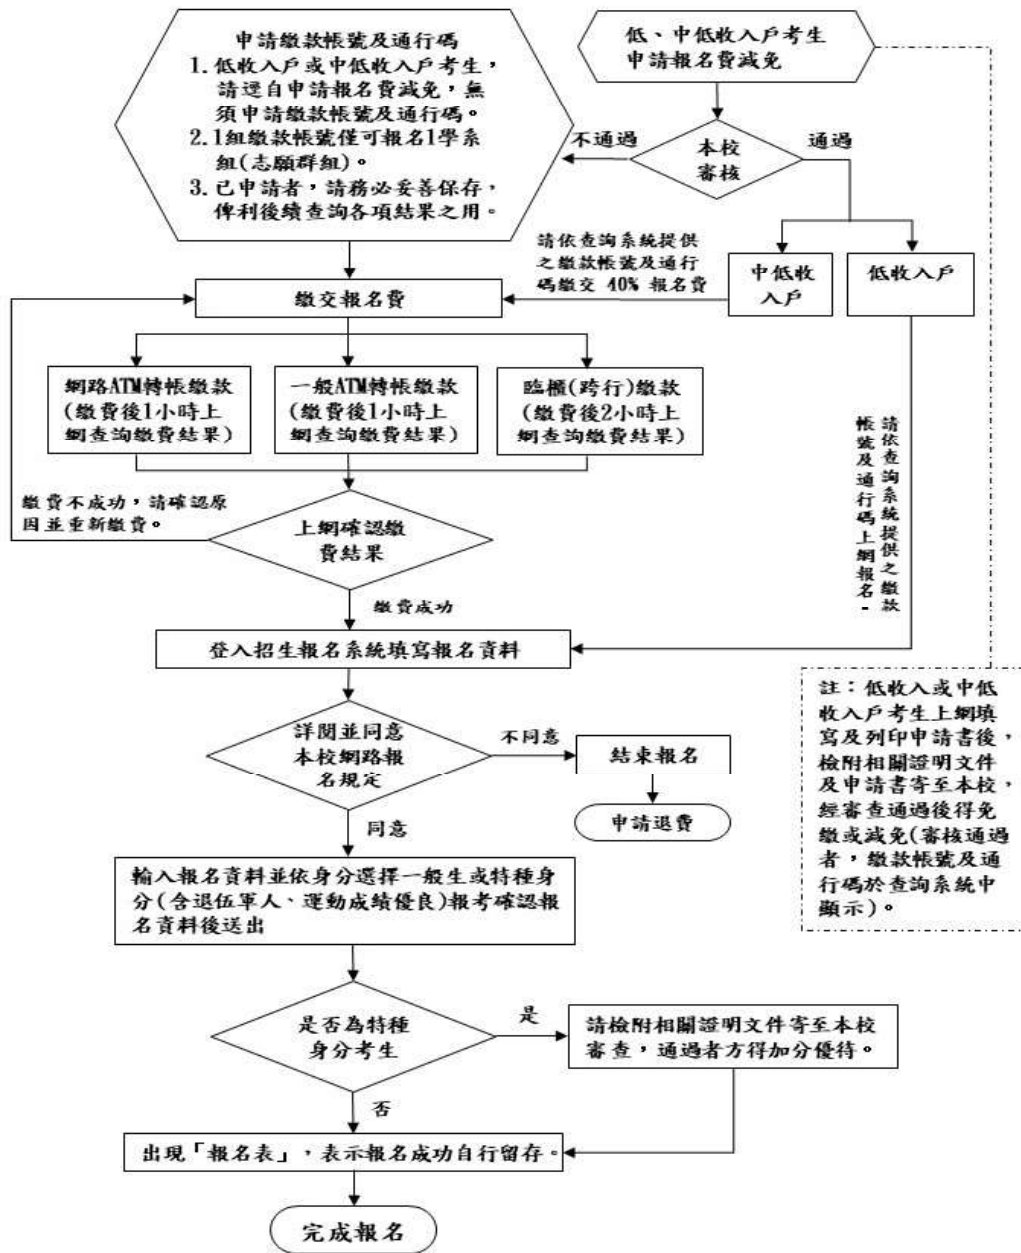 申請繳款帳號及通行碼
1.低收入戶或中低收入戶考生，
請逕自申請報名費減免，無
須申請繳款帳號及通行碼。
2.1組繳款帳號僅可報名1學系
組(志願群組)。
3.已申請者，請務必妥善保存，
俾利後續查詢各項結果之用。
低、中低收入戶考生
申請報名費減免
不通過
本校
審核
通過
請依查詢系統提供
之繳款帳號及通行
碼繳交 40% 報名費
中低收
入戶
低收入戶
繳交報名費
網路ATM轉帳繳款
(繳費後1小時上
網查詢繳費結果)
一般ATM轉帳繳款
(繳費後1小時上
網查詢繳費結果)
臨櫃(跨行)繳款
(繳費後2小時上
網查詢繳費結果)
請依查詢系統提供之繳款
帳號及通行碼上網報名。
繳費不成功，請確認原
因並重新繳費。
上網確認繳
費結果
繳費成功
登入招生報名系統填寫報名資料
詳閱並同意
本校網路報
名規定
不同意
結束報名
申請退費
同意
註：低收入或中低
收入戶考生上網填
寫及列印申請書後，
檢附相關證明文件
及申請書寄至本校，
經審查通過後得免
繳或減免(審核通過
者，繳款帳號及通
行碼於查詢系統中
顯示)。
輸入報名資料並依身分選擇一般生或特種身
分(含退伍軍人、運動成績優良)報考確認報
名資料後送出
是否為特種
身分考生
是
請檢附相關證明文件寄至本校
審查，通過者方得加分優待。
否
出現「報名表」，表示報名成功自行留存。
完成報名